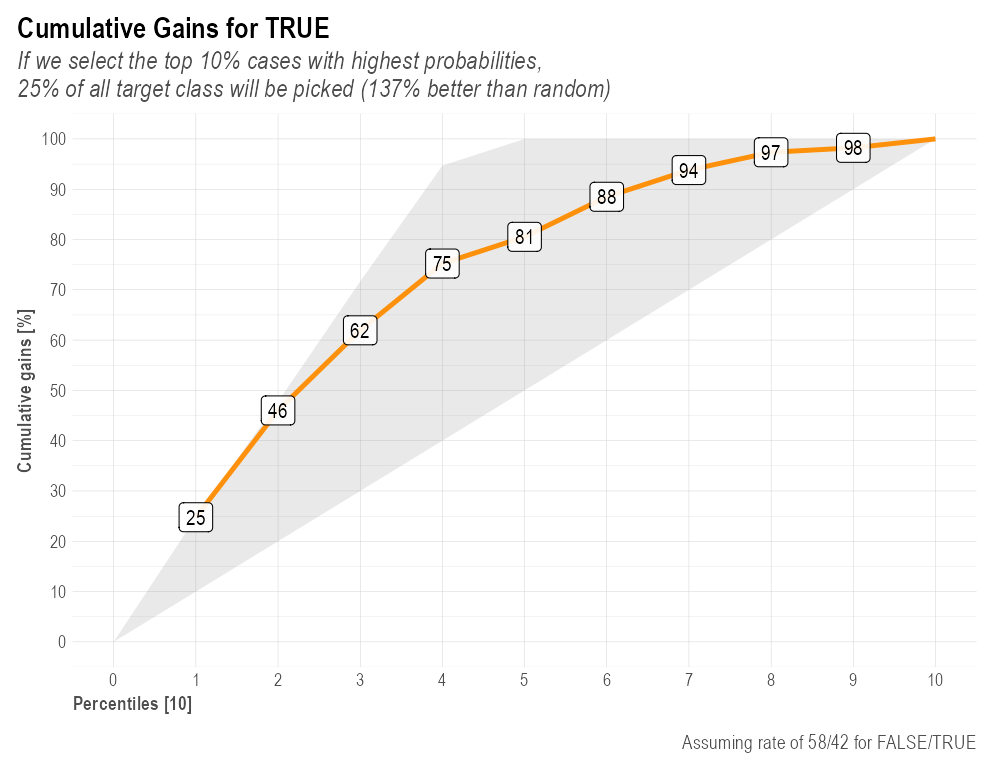 Cumulative Gains for TRUE
If we select the top 10% cases with highest probabilities,
25% of all target class will be picked (137% better than random)
Cumulative gains [%]
100
90
80
70
60
50
40
30
20
10
0
25
46
62
75
81
88
94
97
98
0 1 2 3 4 5 6 7 8 9 10
Percentiles [10]
Assuming rate of 58/42 for FALSE/TRUE